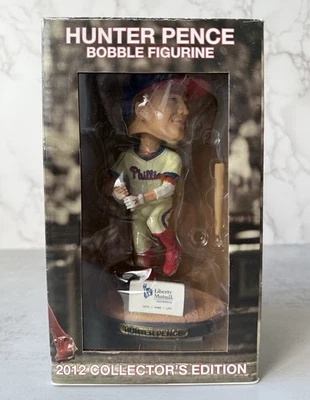 HUNTER PENCE
BOBBLE FIGURINE
Phillies
Liberty
Mutual
HUNTER PENCE
2012 COLLECTOR'S EDITION